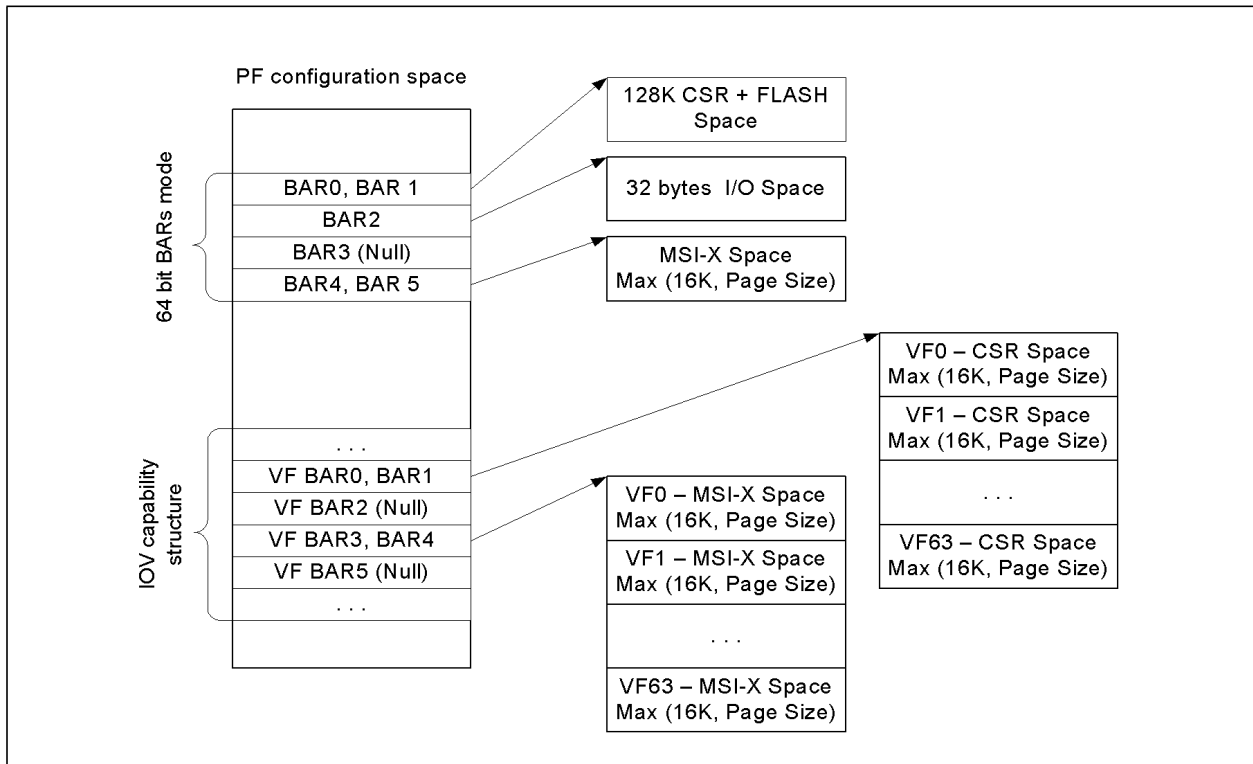 PF configuration space
64 bit BARs mode
BAR0, BAR 1
BAR2
BAR3 (Null)
BAR4, BAR 5
128K CSR + FLASH
Space
32 bytes I/O Space
MSI-X Space
Max (16K, Page Size)
IOV capability
structure
. . .
VF BAR0, BAR1
VF BAR2 (Null)
VF BAR3, BAR4
VF BAR5 (Null)
. . .
VF0 – MSI-X Space
Max (16K, Page Size)
VF1 – MSI-X Space
Max (16K, Page Size)
. . .
VF63 – MSI-X Space
Max (16K, Page Size)
VF0 – CSR Space
Max (16K, Page Size)
VF1 – CSR Space
Max (16K, Page Size)
. . .
VF63 – CSR Space
Max (16K, Page Size)